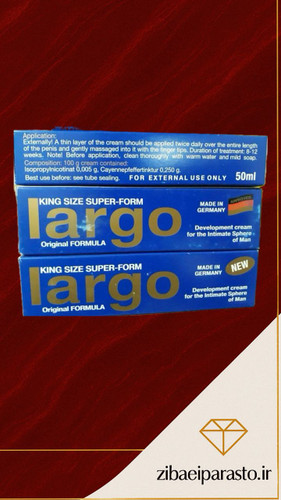 Application:
Externally! A thin layer of the cream should be applied twice daily over the entire length
of the penis and gently massaged into it with the finger tips. Duration of treatment: 8-12
weeks. Note! Before application, clean thoroughly with warm water and mild soap.
Composition: 100 g cream contained:
Isopropylnicotinat 0,005 g, Cayennepfeffertinktur 0,250 g.
Best use before: see tube sealing. FOR EXTERNAL USE ONLY 50ml
KING SIZE SUPER-FORM
MADE IN
GERMANY
largo
Development cream
for the Intimate Sphere
of Man
Original FORMULA
KING SIZE SUPER-FORM
MADE IN
GERMANY
NEW
largo
Development cream
for the Intimate Sphere
of Man
Original FORMULA
zibaeiparasto.ir